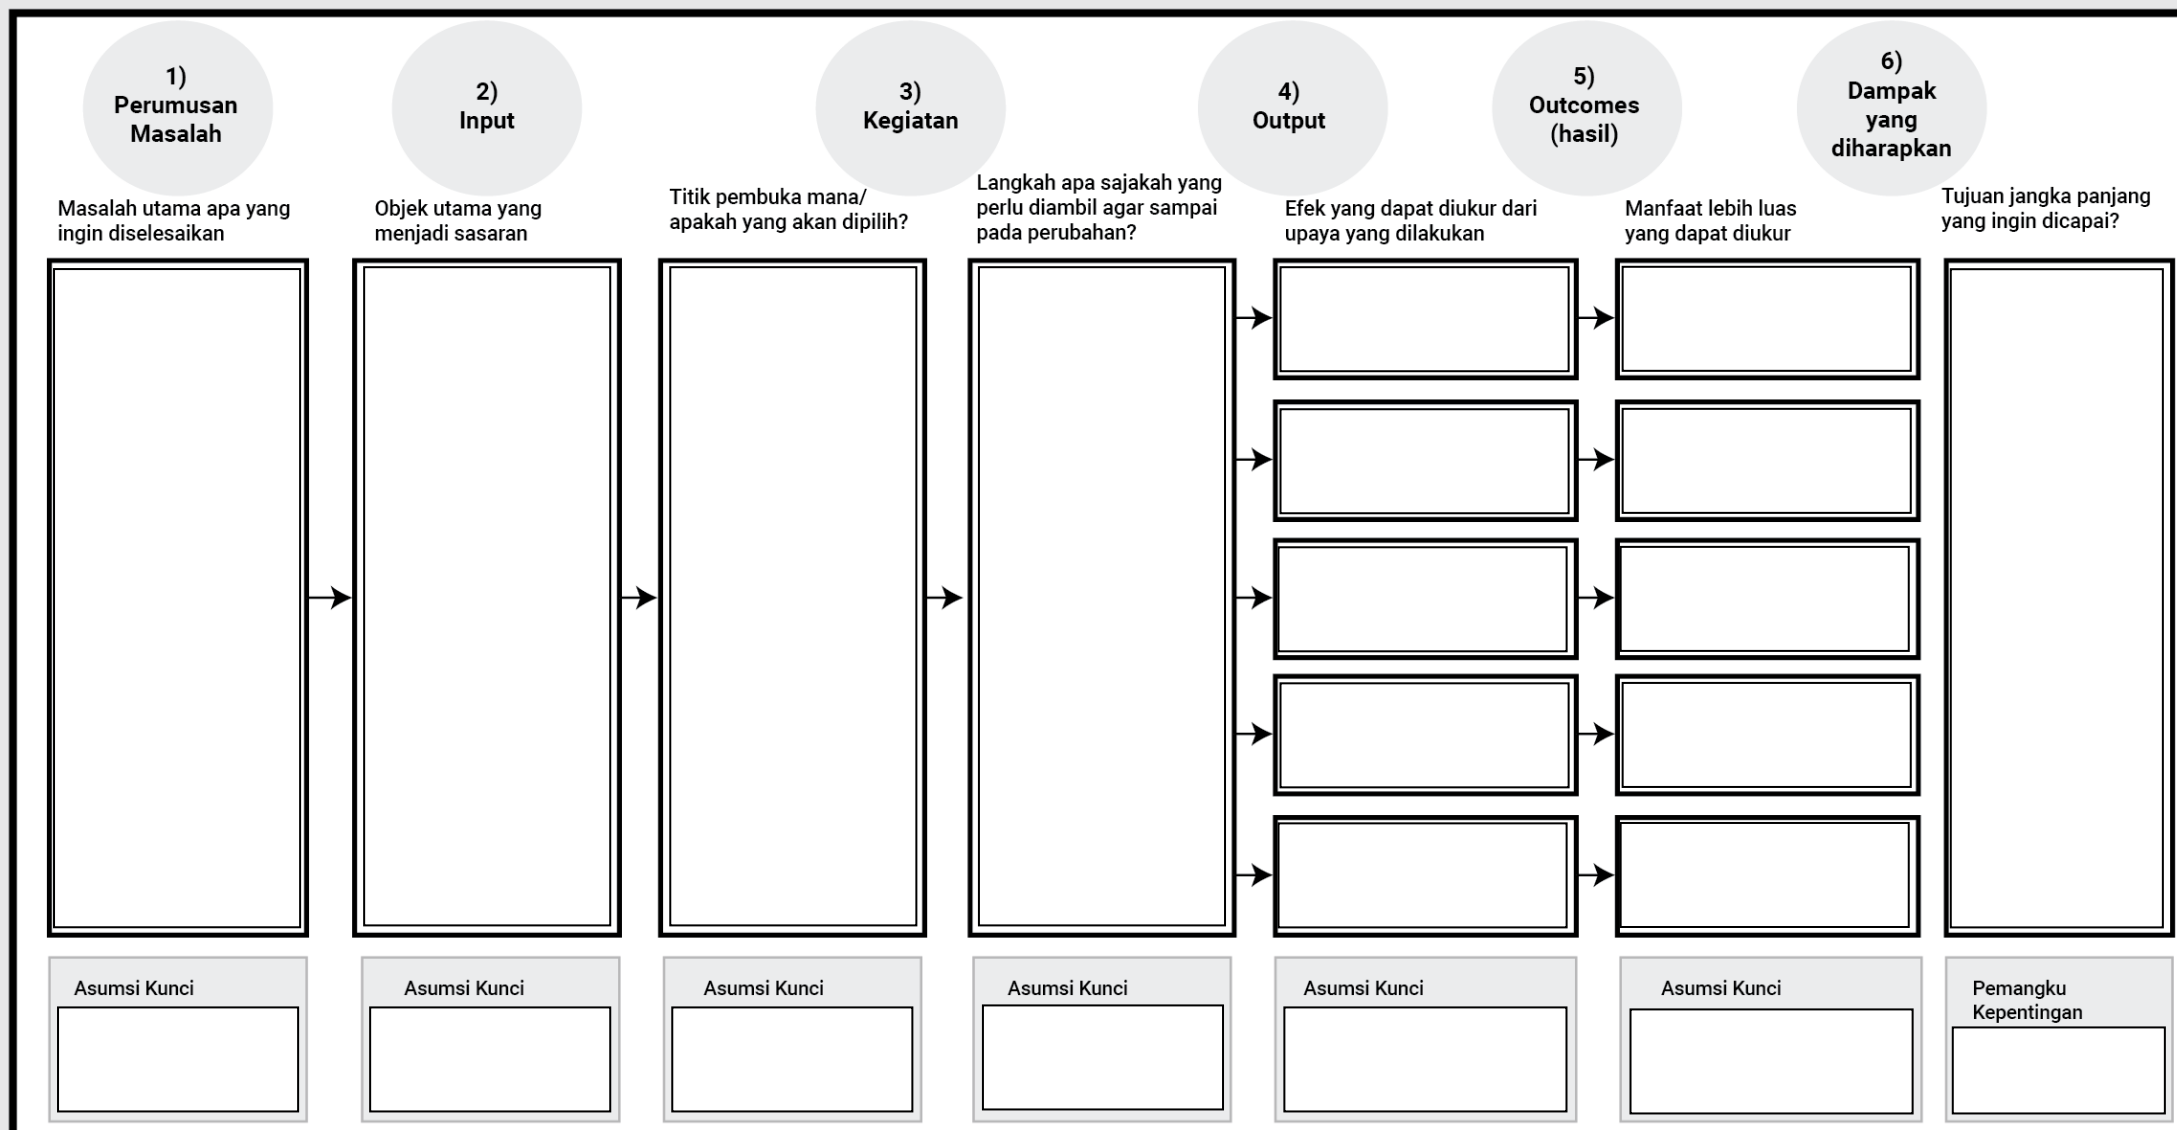 1)
Perumusan
Masalah
2)
Input
3)
Kegiatan
4)
Output
5)
Outcomes
(hasil)
6)
Dampak
yang
diharapkan
Masalah utama apa yang
ingin diselesaikan
Objek utama yang
menjadi sasaran
Titik pembuka mana/
apakah yang akan dipilih?
Langkah apa sajakah yang
perlu diambil agar sampai
pada perubahan?
Efek yang dapat diukur dari
upaya yang dilakukan
Manfaat lebih luas
yang dapat diukur
Tujuan jangka panjang
yang ingin dicapai?
Asumsi Kunci
Asumsi Kunci
Asumsi Kunci
Asumsi Kunci
Asumsi Kunci
Asumsi Kunci
Pemangku
Kepentingan